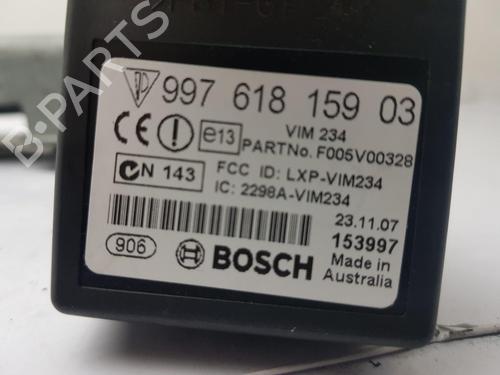 997 618 159 03
CE e13 VIM 234
PARTNo. F005V00328
N 143 FCC ID: LXP-VIM234
IC: 2298A-VIM234
23.11.07
153997
906 BOSCH Made in
Australia
B-PARTS